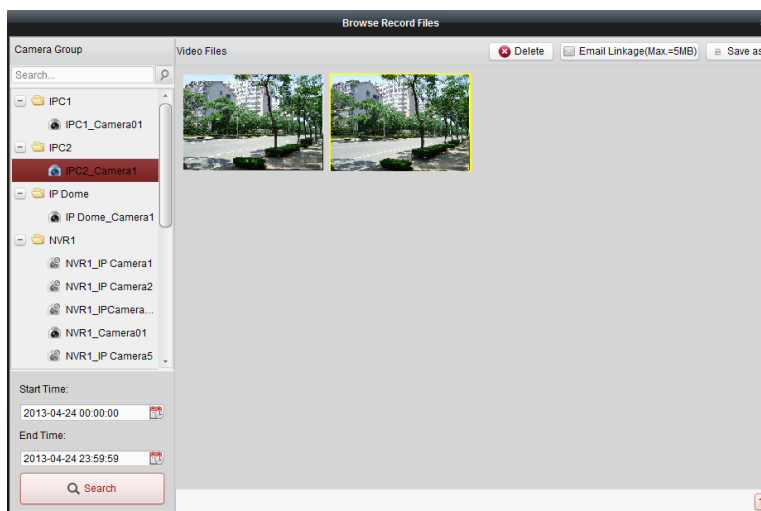 Browse Record Files
Camera Group
Video Files
Delete
Email Linkage(Max.=5MB)
Save as
Search...
IPC1
IPC1_Camera01
IPC2
IPC2_Camera1
IP Dome
IP Dome_Camera1
NVR1
NVR1_IP Camera1
NVR1_IP Camera2
NVR1_IPCamera...
NVR1_Camera01
NVR1_IP Camera5
Start Time:
2013-04-24 00:00:00
End Time:
2013-04-24 23:59:59
Search